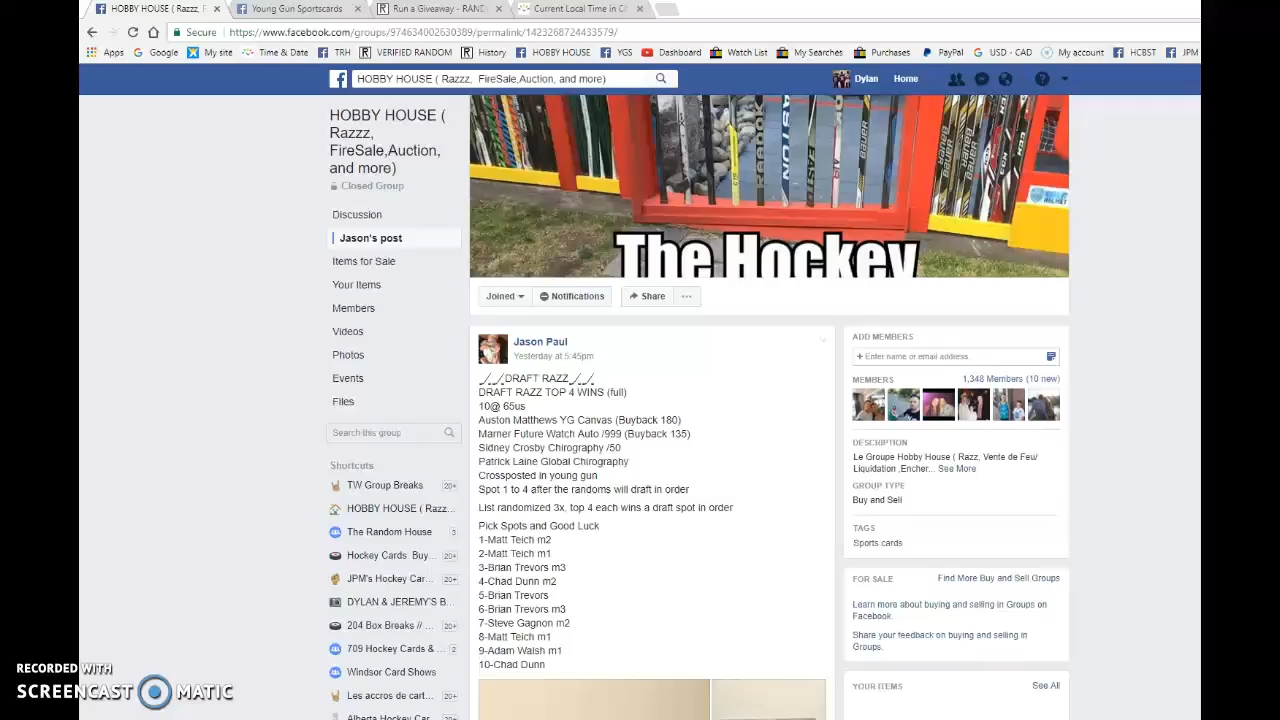 HOBBY HOUSE ( Razzz, F
Young Gun Sportscards
Run a Giveaway - RAND
Current Local Time in C
Secure
https://www.facebook.com/groups/974634002630389/permalink/1423268724433579/
Apps Google My site Time & Date TRH VERIFIED RANDOM History HOBBY HOUSE YGS Dashboard Watch List My Searches Purchases PayPal USD - CAD My account HCBST JPM
HOBBY HOUSE ( Razzz, FireSale,Auction, and more)
Dylan Home
HOBBY HOUSE (
Razzz,
FireSale,Auction,
and more)
Closed Group
Discussion
Jason's post
Items for Sale
Your Items
Members
Videos
Photos
Events
Files
Search this group
Shortcuts
TW Group Breaks 20+
HOBBY HOUSE ( Razz...
The Random House 3
Hockey Cards: Buy... 20+
JPM's Hockey Car... 20+
DYLAN & JEREMY'S B...
204 Box Breaks // ... 20+
709 Hockey Cards & ... 2
Windsor Card Shows
Les accros de cart... 20+
Alberta Hockey Car... 20+
The Hockey
Joined Notifications Share ...
Jason Paul
Yesterday at 5:45pm
DRAFT RAZZ
DRAFT RAZZ TOP 4 WINS (full)
10@ 65us
Auston Matthews YG Canvas (Buyback 180)
Marner Future Watch Auto /999 (Buyback 135)
Sidney Crosby Chirography /50
Patrick Laine Global Chirography
Crossposted in young gun
Spot 1 to 4 after the randoms will draft in order
List randomized 3x, top 4 each wins a draft spot in order
Pick Spots and Good Luck
1-Matt Teich m2
2-Matt Teich m1
3-Brian Trevors m3
4-Chad Dunn m2
5-Brian Trevors
6-Brian Trevors m3
7-Steve Gagnon m2
8-Matt Teich m1
9-Adam Walsh m1
10-Chad Dunn
ADD MEMBERS
+ Enter name or email address.
MEMBERS 1,348 Members (10 new)
DESCRIPTION
Le Groupe Hobby House ( Razz, Vente de Feu/
Liquidation ,Encher... See More
GROUP TYPE
Buy and Sell
TAGS
Sports cards
FOR SALE Find More Buy and Sell Groups
Learn more about buying and selling in Groups on
Facebook.
Share your feedback on buying and selling in
Groups.
YOUR ITEMS See All
RECORDED WITH
SCREENCAST MATIC